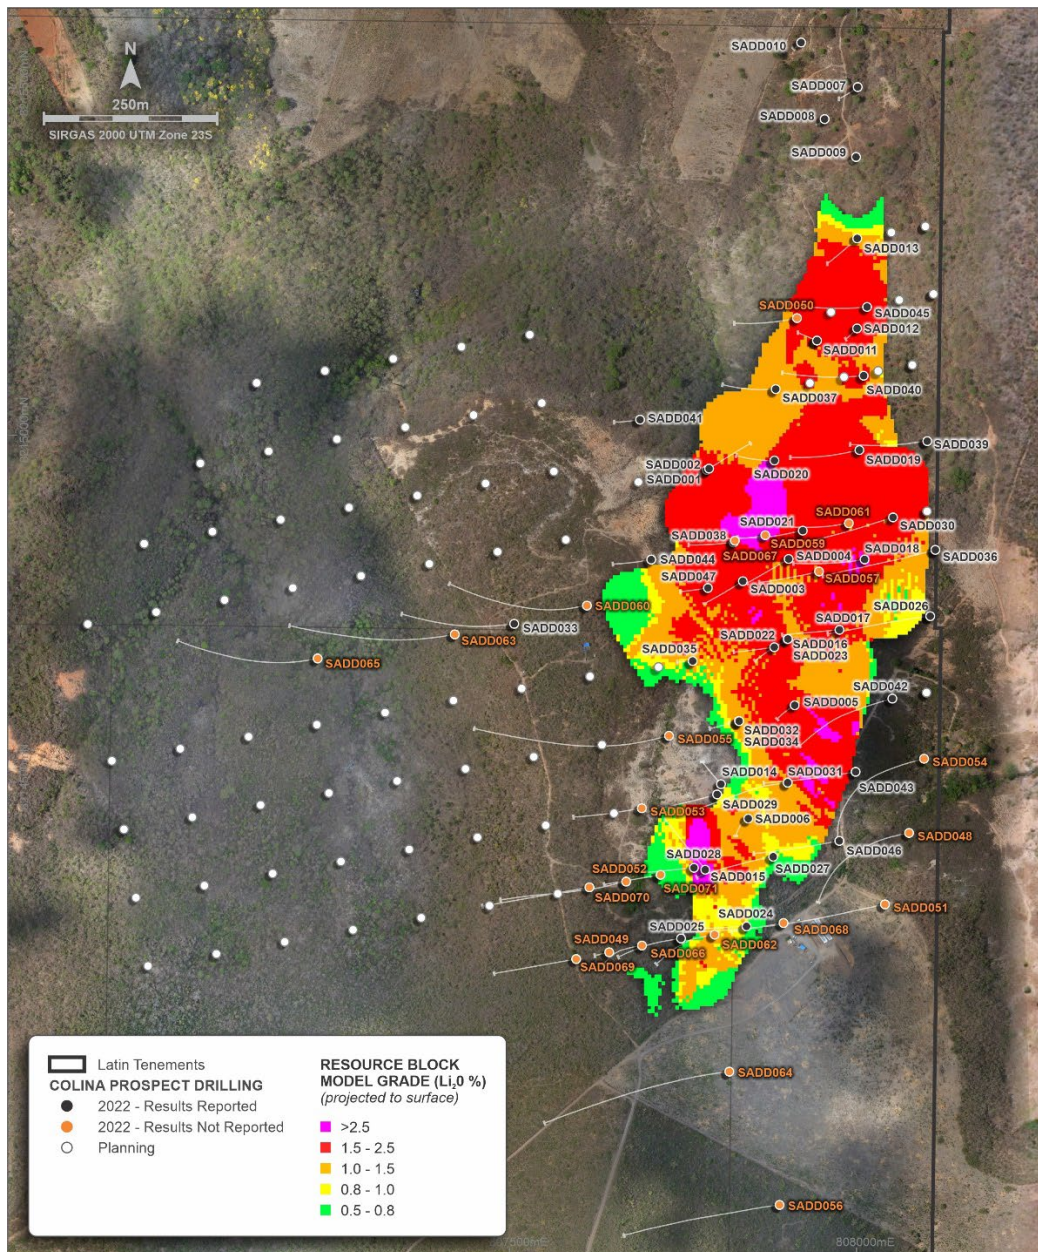 SADD010
N
SADD007
250m
SADD008
SIRGAS 2000 UTM Zone 23S
SADD009
SADD013
SADD050
SADD045
SADD012
SADD011
SADD040
SADD037
SADD041
SADD039
SADD019
SADD002
SADD020
SADD001
SADD061
SADD021
SADD030
SADD038
SADD059
SADD067
SADD004
SADD018
SADD036
SADD044
SADD057
SADD047
SADD003
SADD060
SADD026
SADD033
SADD017
SADD063
SADD022
SADD016
SADD023
SADD035
SADD065
SADD042
SADD005
SADD032
SADD055
SADD034
SADD054
SADD014
SADD031
SADD043
SADD029
SADD053
SADD006
SADD048
SADD046
SADD028
SADD027
SADD052
SADD015
SADD071
SADD070
SADD051
SADD024
SADD025
SADD068
SADD049
SADD062
SADD066
SADD069
SADD064
SADD056
808000mE
Latin Tenements
COLINA PROSPECT DRILLING
2022 - Results Reported
2022 - Results Not Reported
Planning
RESOURCE BLOCK
MODEL GRADE (Li₂0 %)
(projected to surface)
>2.5
1.5 - 2.5
1.0 - 1.5
0.8 - 1.0
0.5 - 0.8